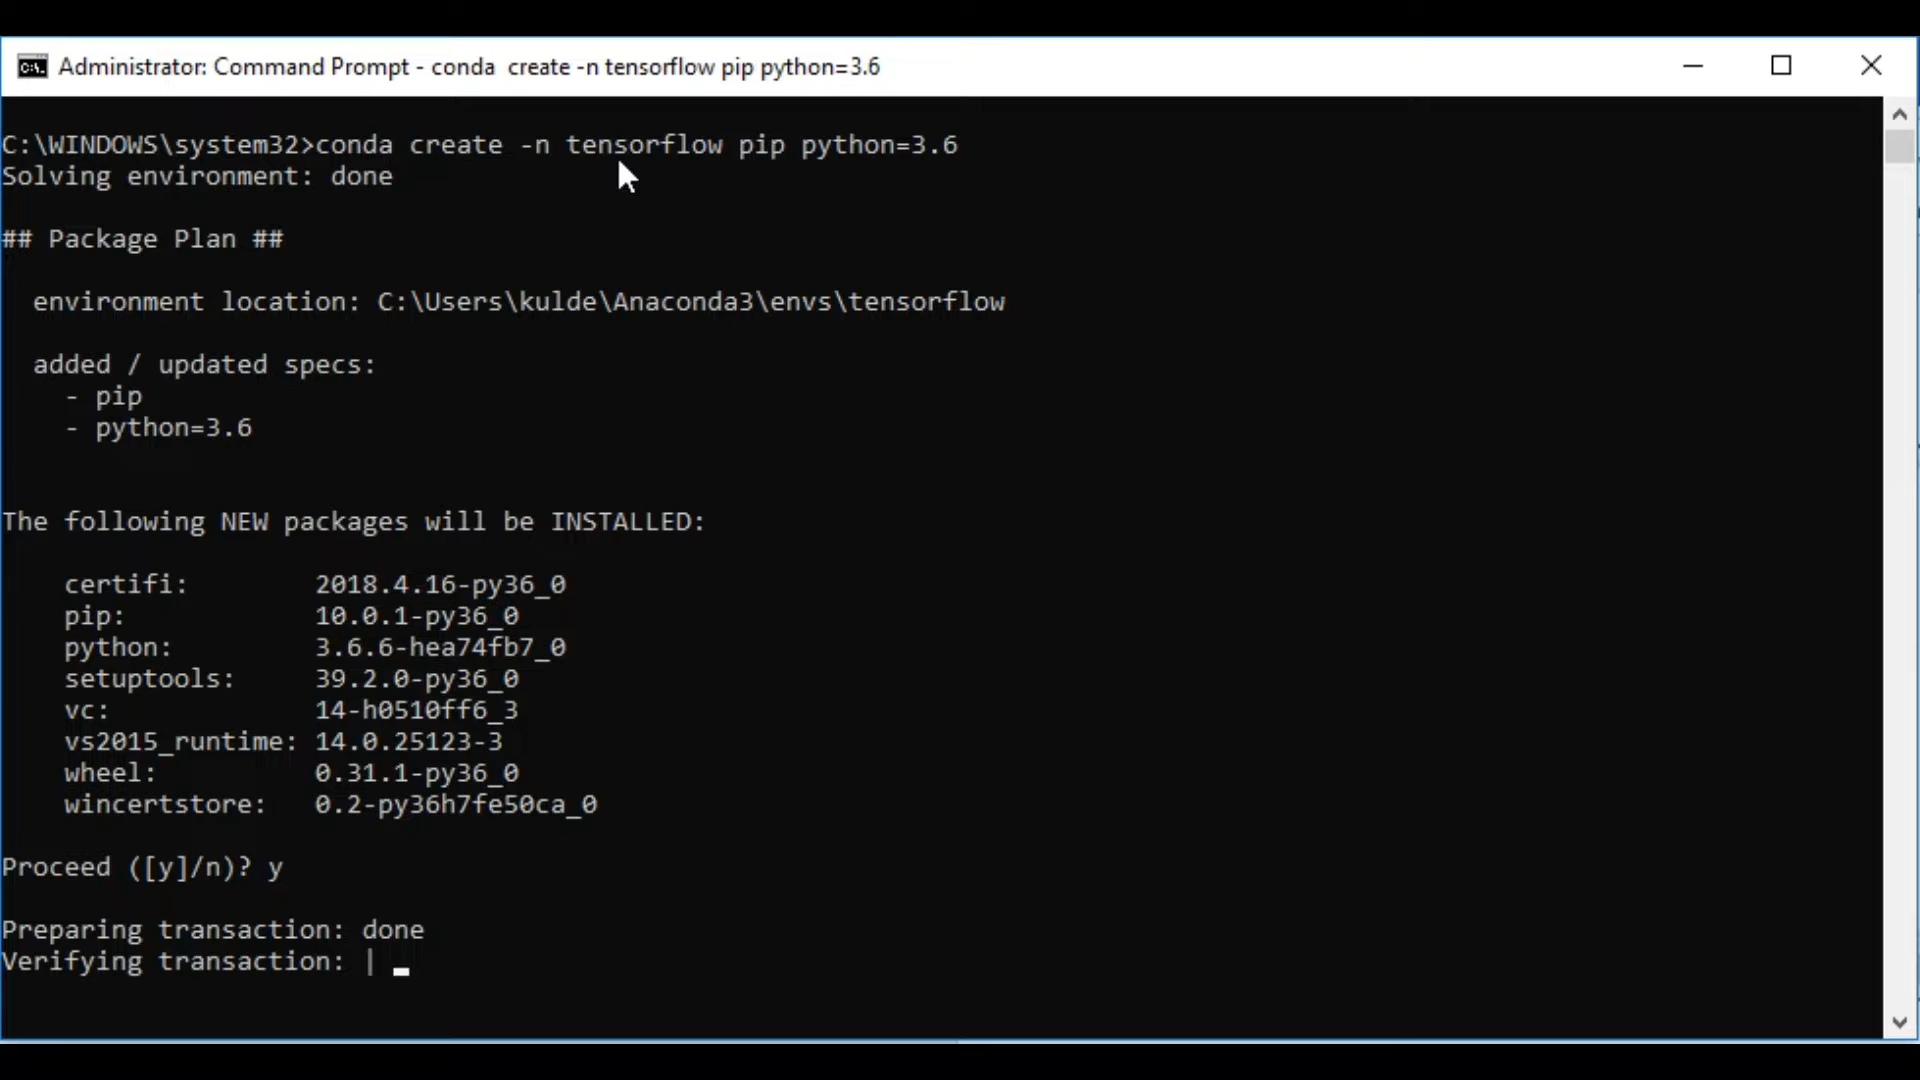 Administrator: Command Prompt - conda  create -n tensorflow pip python=3.6
C:\WINDOWS\system32>conda create -n tensorflow pip python=3.6
Solving environment: done
## Package Plan ##
  environment location: C:\Users\kulde\Anaconda3\envs\tensorflow
  added / updated specs:
    - pip
    - python=3.6
The following NEW packages will be INSTALLED:
    certifi:        2018.4.16-py36_0
    pip:            10.0.1-py36_0
    python:         3.6.6-hea74fb7_0
    setuptools:     39.2.0-py36_0
    vc:             14-h0510ff6_3
    vs2015_runtime: 14.0.25123-3
    wheel:          0.31.1-py36_0
    wincertstore:   0.2-py36h7fe50ca_0
Proceed ([y]/n)? y
Preparing transaction: done
Verifying transaction: | _